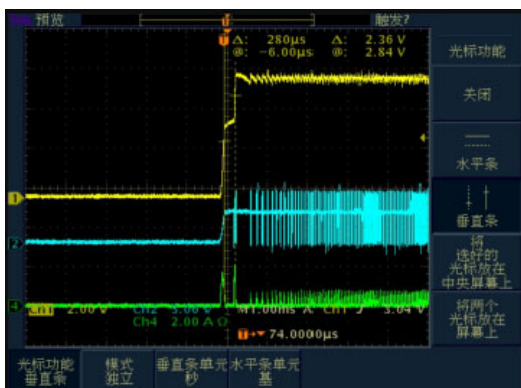 预览
触发?
Δ: 280µs Δ: 2.36 V
@: -6.00µs @: 2.84 V
光标功能
关闭
水平条
垂直条
将
选好的
光标放在
中央屏幕上
将两个
光标放在
屏幕上
1
2
4
Ch1 2.00 V Ch2 5.00 V M1.00ms A Ch1 ƒ 3.04 V
Ch4 2.00 A Ω
74.0000µs
光标功能
垂直条
模式
独立
垂直条单元
秒
水平条单元
基